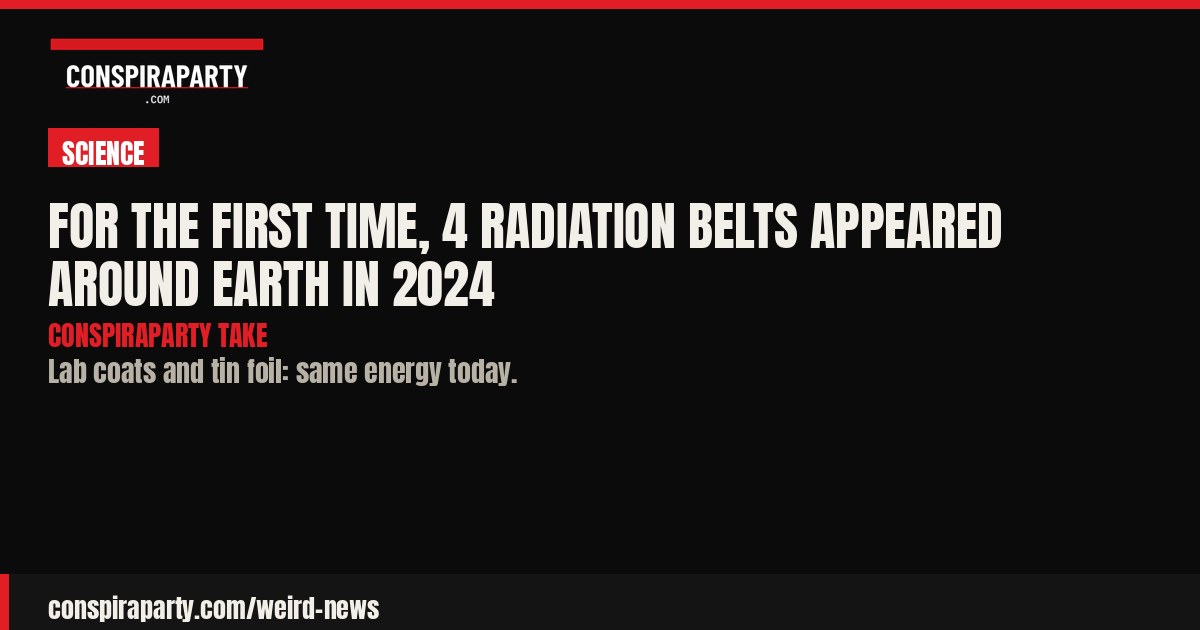 CONSPIRAPARTY
.COM
SCIENCE
FOR THE FIRST TIME, 4 RADIATION BELTS APPEARED
AROUND EARTH IN 2024
CONSPIRAPARTY TAKE
Lab coats and tin foil: same energy today.
conspiraparty.com/weird-news